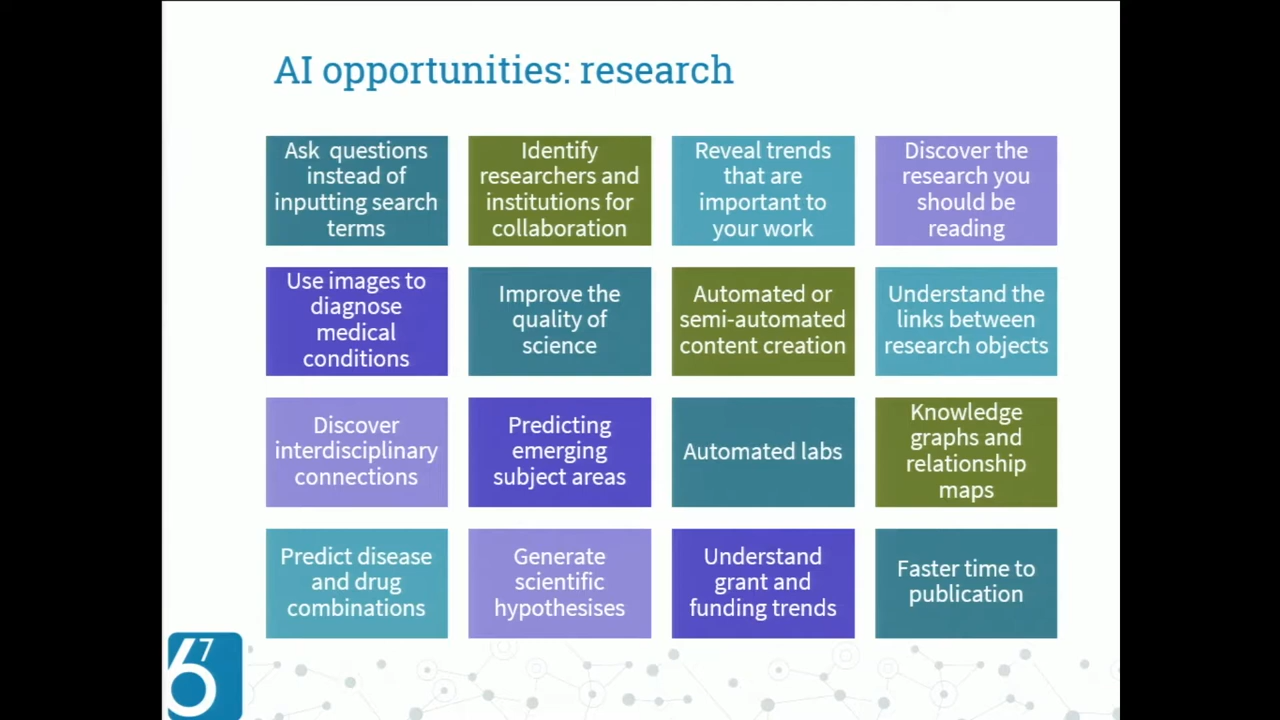 AI opportunities: research
Ask questions
instead of
inputting search
terms
Identify
researchers and
institutions for
collaboration
Reveal trends
that are
important to
your work
Discover the
research you
should be
reading
Use images to
diagnose
medical
conditions
Improve the
quality of
science
Automated or
semi-automated
content creation
Understand the
links between
research objects
Discover
interdisciplinary
connections
Predicting
emerging
subject areas
Automated labs
Knowledge
graphs and
relationship
maps
Predict disease
and drug
combinations
Generate
scientific
hypothesises
Understand
grant and
funding trends
Faster time to
publication
67